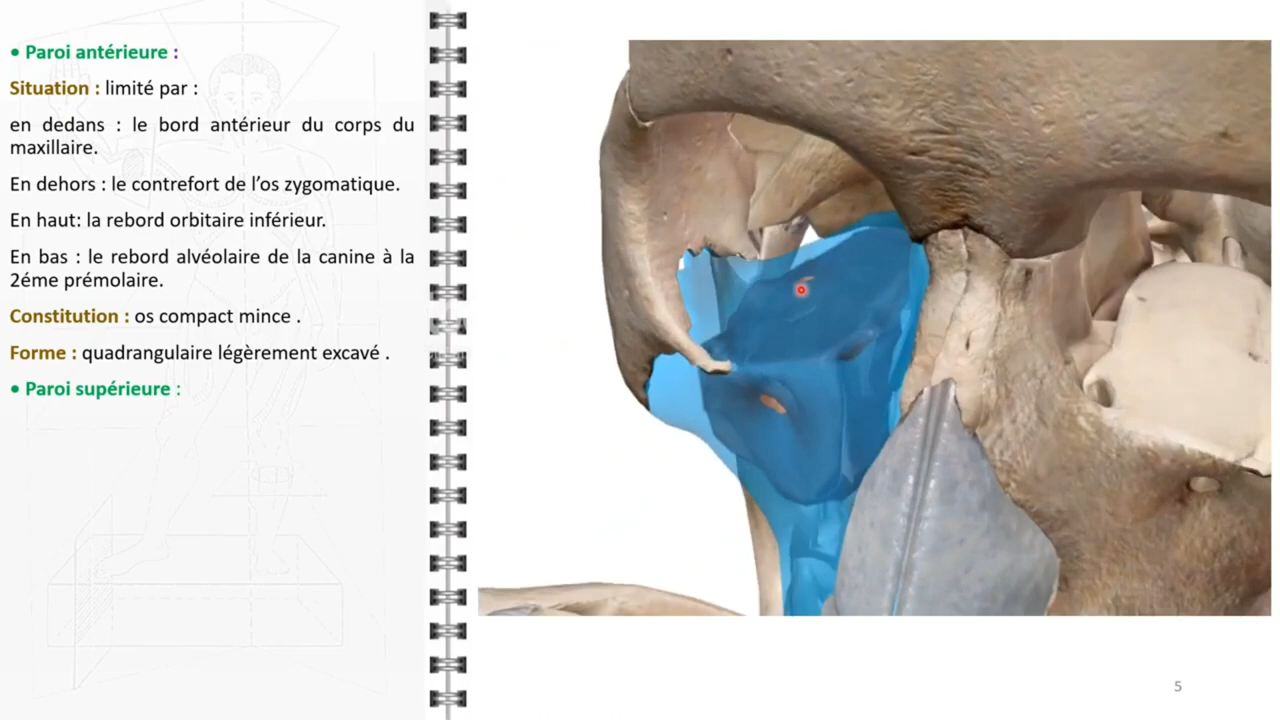 • Paroi antérieure :
Situation : limité par :
en dedans : le bord antérieur du corps du
maxillaire.
En dehors : le contrefort de l’os zygomatique.
En haut: la rebord orbitaire inférieur.
En bas : le rebord alvéolaire de la canine à la
2éme prémolaire.
Constitution : os compact mince .
Forme : quadrangulaire légèrement excavé .
• Paroi supérieure :
5